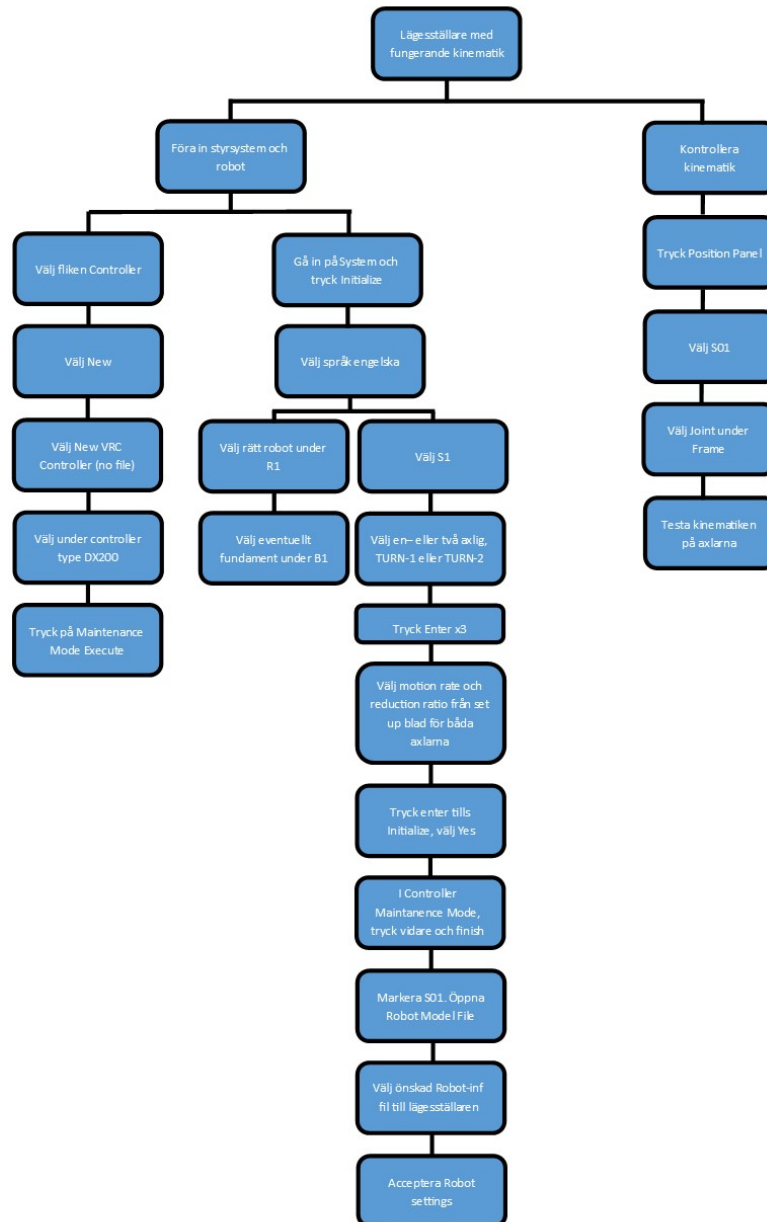 Lägesställare med
fungerande kinematik
Föra in styrsystem och
robot
Kontrollera
kinematik
Välj fliken Controller
Gå in på System och
tryck Initialize
Tryck Position Panel
Välj New
Välj språk engelska
Välj S01
Välj New VRC
Controller (no file)
Välj rätt robot under
R1
Välj S1
Välj Joint under
Frame
Välj under controller
type DX200
Välj eventuellt
fundament under B1
Välj en– eller två axlig,
TURN-1 eller TURN-2
Testa kinematiken
på axlarna
Tryck på Maintenance
Mode Execute
Tryck Enter x3
Välj motion rate och
reduction ratio från set
up blad för båda
axlarna
Tryck enter tills
Initialize, välj Yes
I Controller
Maintanence Mode,
tryck vidare och finish
Markera S01. Öppna
Robot Model File
Välj önskad Robot-inf
fil till lägesställaren
Acceptera Robot
settings